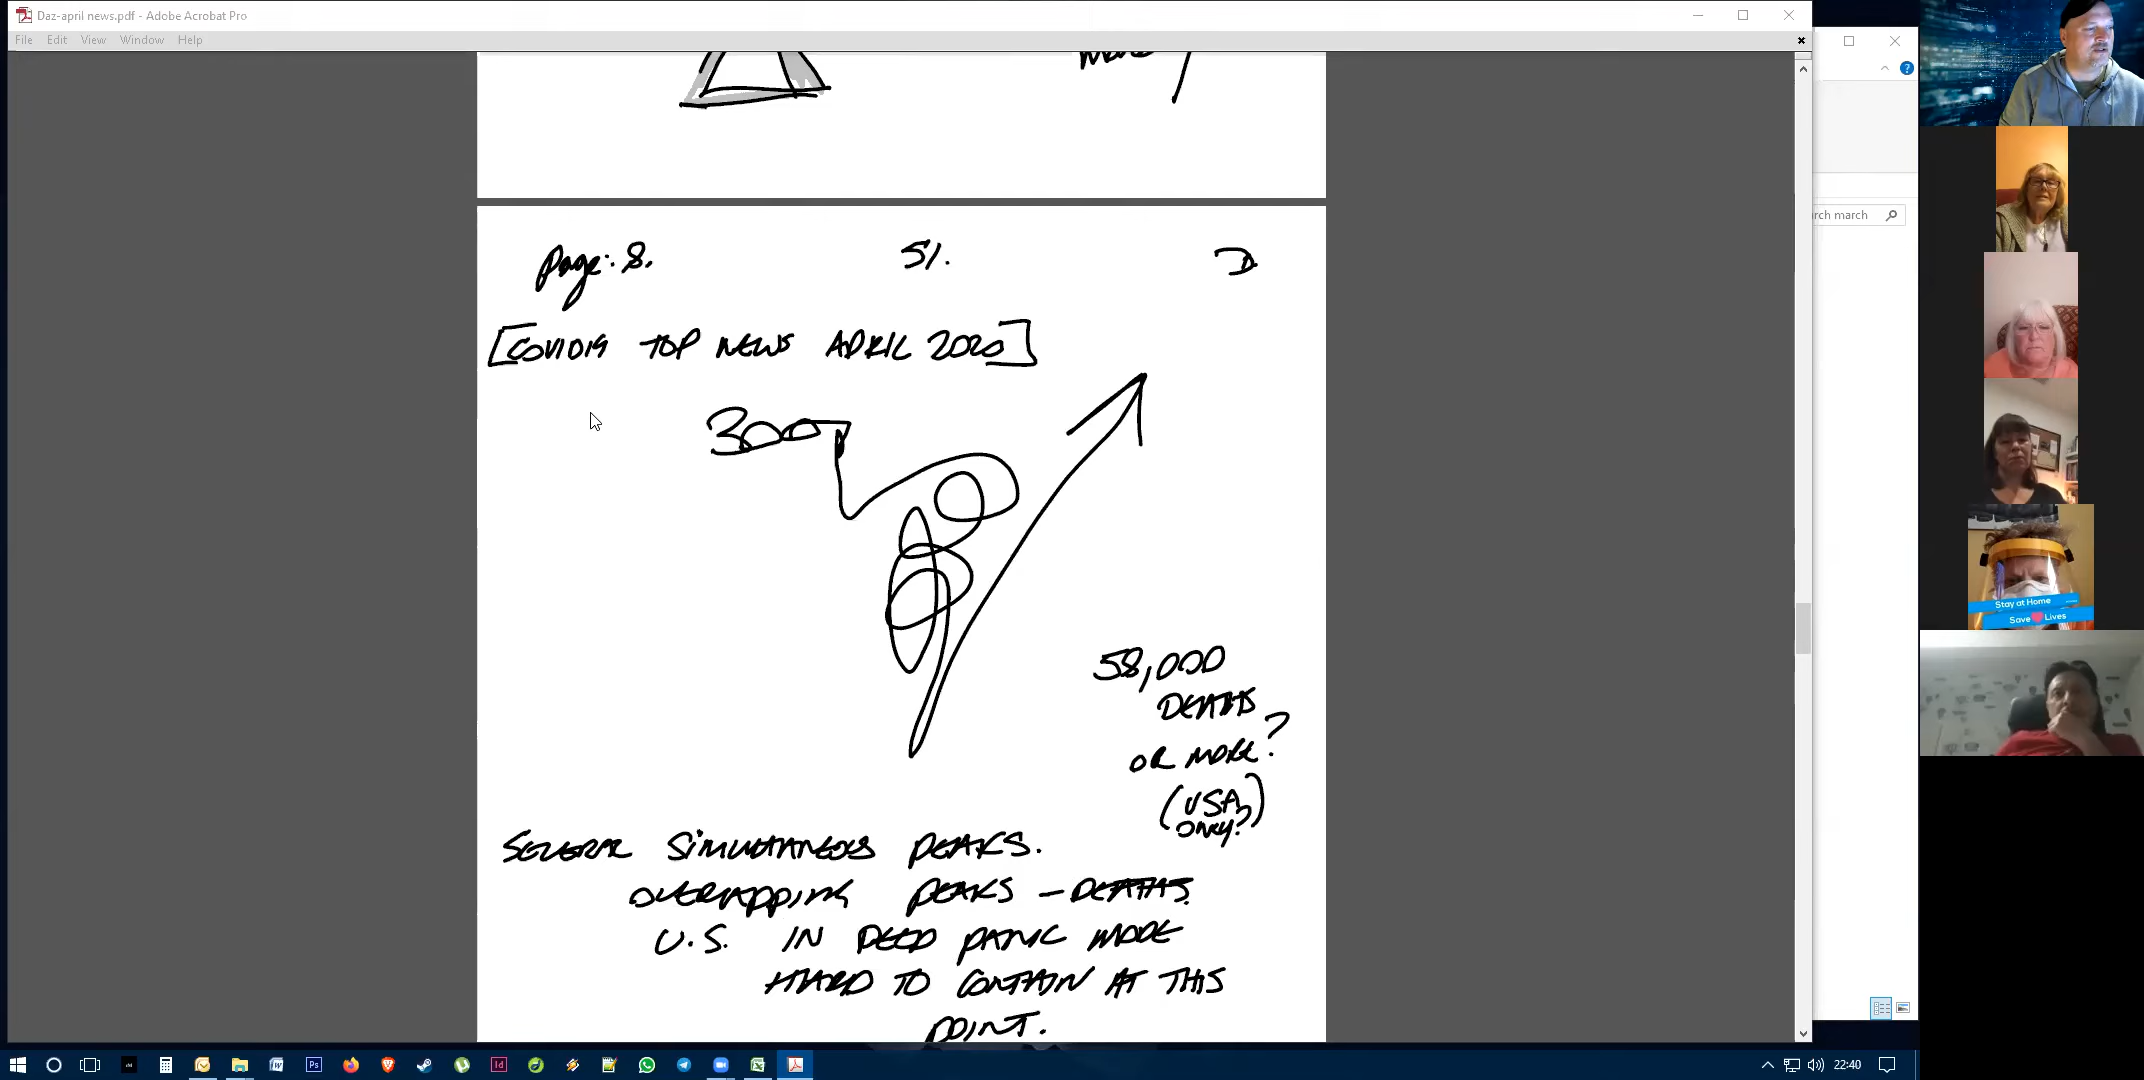 Daz-april news.pdf - Adobe Acrobat Pro
File Edit View Window Help
Page: 8. S1. D
[COVID19 TOP NEWS APRIL 2020]
300
58,000
DEATHS
OR MORE?
(USA
ONLY?)
SEVERAL SIMULTANEOUS PEAKS.
OVERLAPPING PEAKS - DEATHS.
U.S. IN DEEP PANIC MODE
HARD TO CONTAIN AT THIS
POINT.
rch march
Stay at Home
Save Lives
22:40